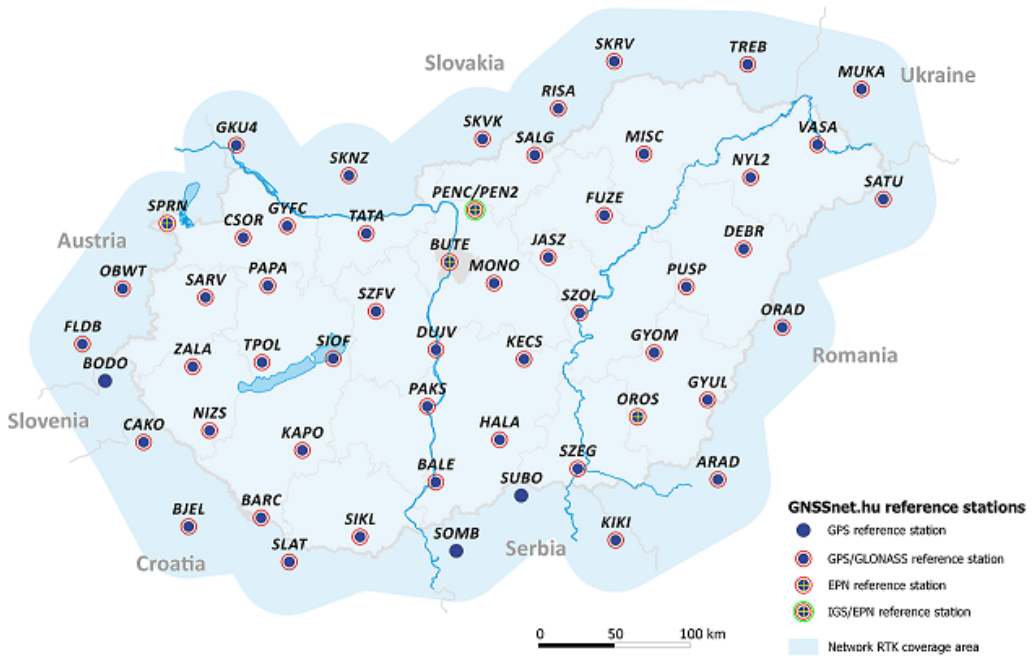 SKRV
TREB
Slovakia
MUKA
Ukraine
RISA
SKVK
GKU4
SALG
MISC
VASA
SKNZ
NYL2
SATU
PENC/PEN2
FUZE
SPRN
CSOR
GYFC
TATA
DEBR
Austria
BUTE
JASZ
OBWT
SARV
PAPA
MONO
PUSP
SZFV
SZOL
ORAD
FLDB
ZALA
TPOL
SIOF
DUJV
KECS
GYOM
Romania
BODO
GYUL
PAKS
OROS
Slovenia
CAKO
NIZS
KAPO
HALA
SZEG
BALE
SUBO
ARAD
BJEL
BARC
SIKL
SOMB
KIKI
SLAT
Serbia
Croatia
GNSSnet.hu reference stations
GPS reference station
GPS/GLONASS reference station
EPN reference station
IGS/EPN reference station
Network RTK coverage area
0 50 100 km